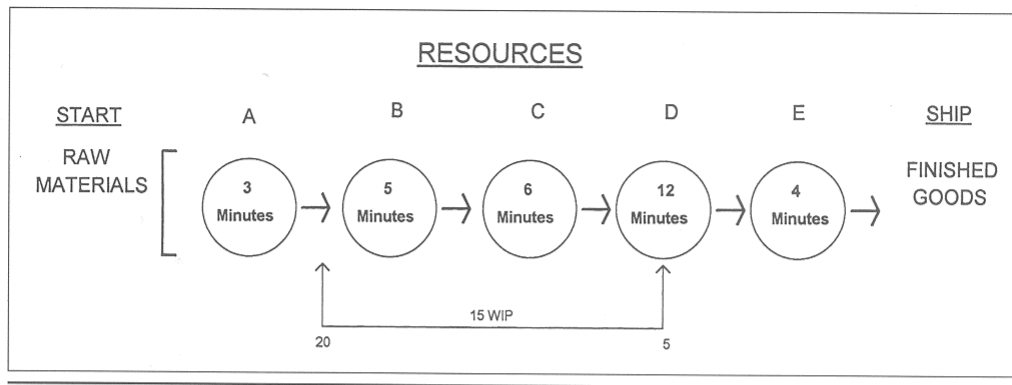 RESOURCES
START A B C D E SHIP
RAW
MATERIALS
3
Minutes
5
Minutes
6
Minutes
12
Minutes
4
Minutes
FINISHED
GOODS
15 WIP
20 5